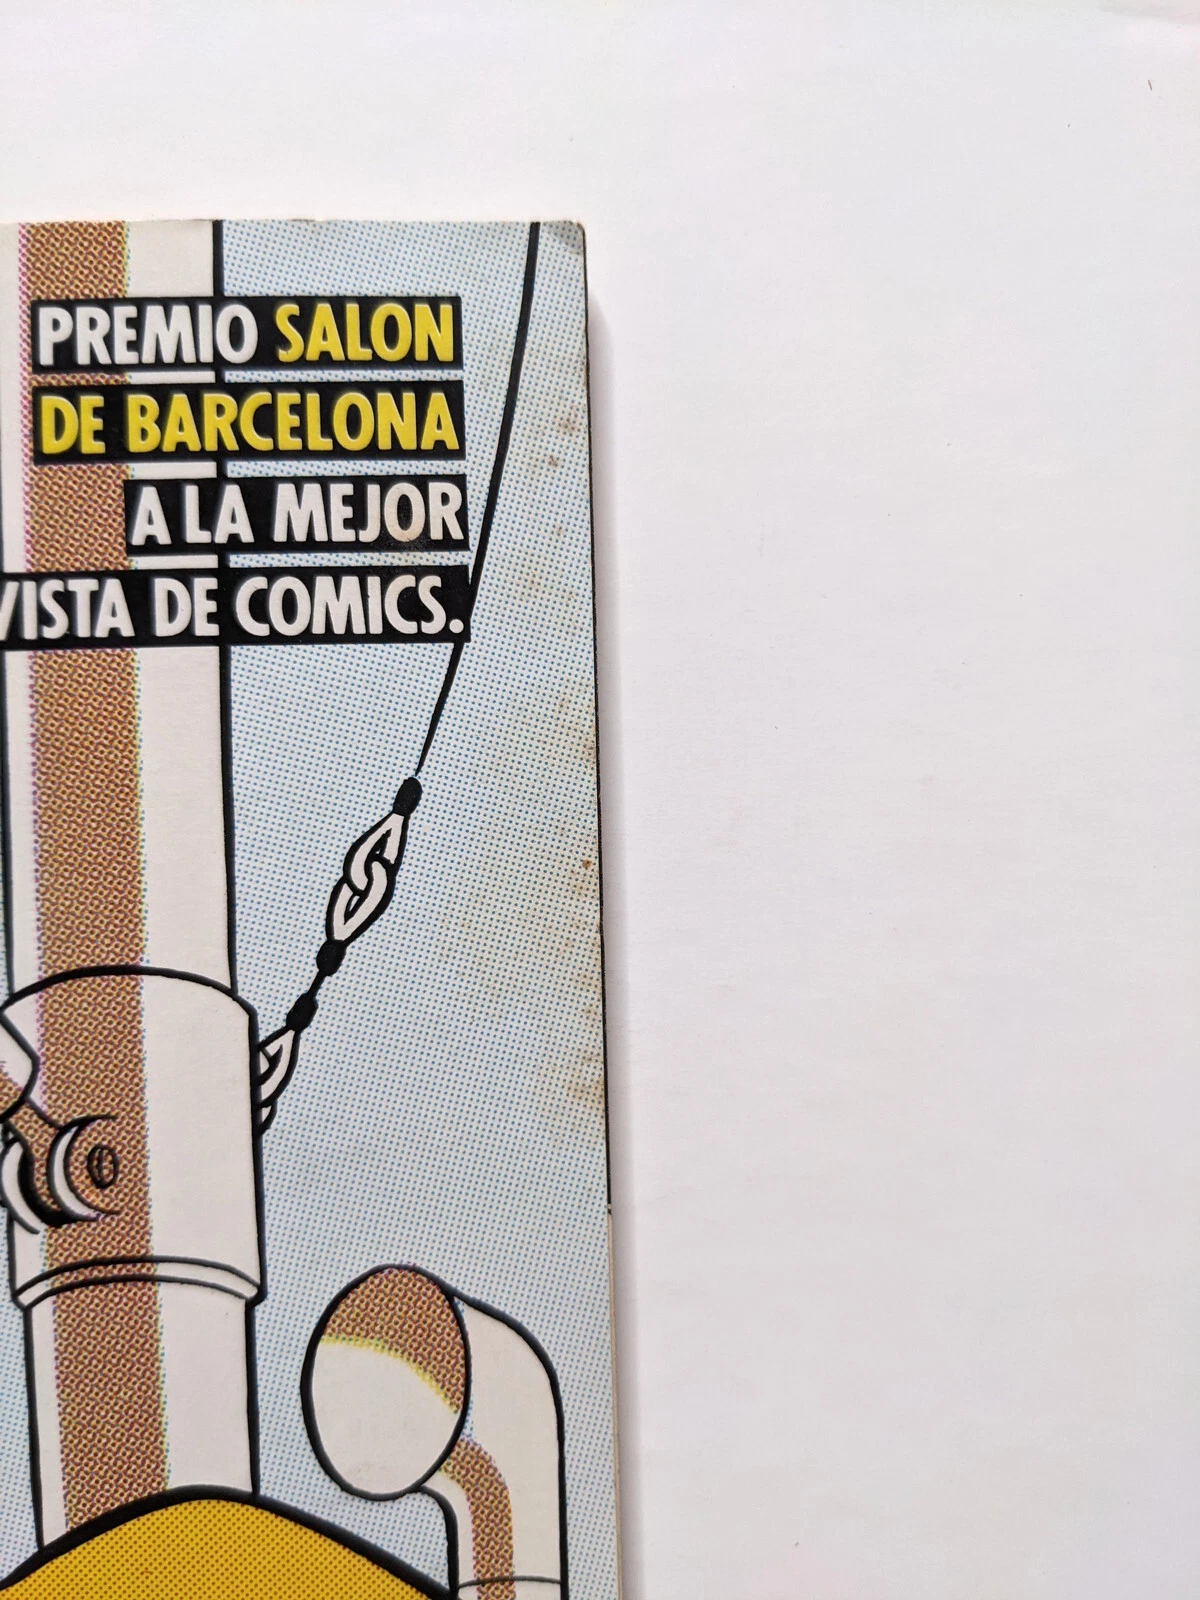 PREMIO SALON
DE BARCELONA
A LA MEJOR
VISTA DE COMICS.